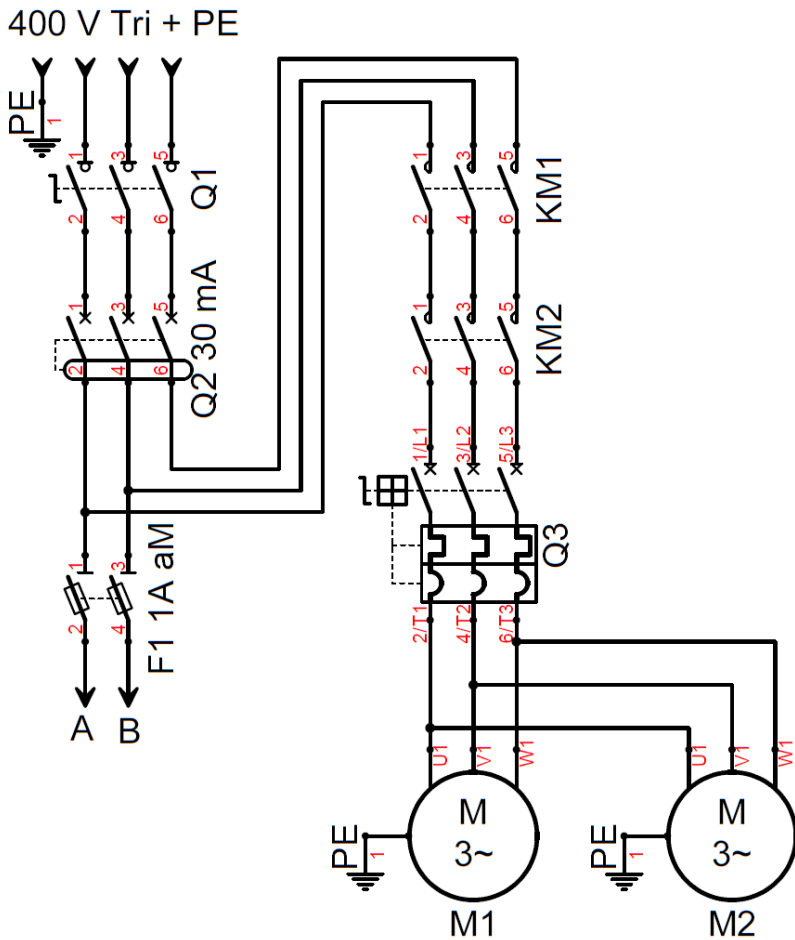 400 V Tri + PE
PE
1
1
3
5
Q1
2
4
6
1
3
5
KM1
2
4
6
1
3
5
Q2 30 mA
2
4
6
1
3
5
KM2
2
4
6
1/L1
3/L2
5/L3
Q3
2/T1
4/T2
6/T3
1
3
F1 1A aM
2
4
A
B
U1
V1
W1
U1
V1
W1
M
3~
M
3~
PE
1
PE
1
M1
M2